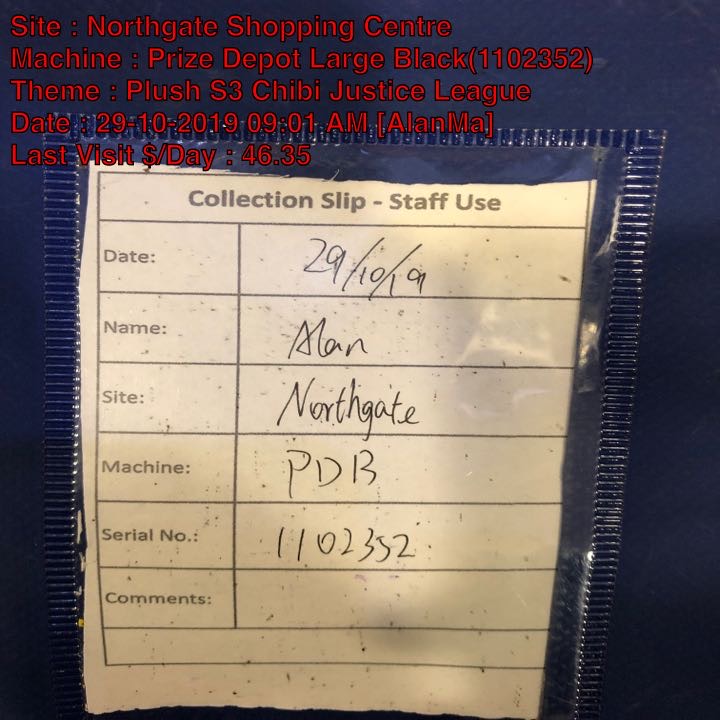 Site : Northgate Shopping Centre
Machine : Prize Depot Large Black(1102352)
Theme : Plush S3 Chibi Justice League
Date : 29-10-2019 09:01 AM [AlanMa]
Last Visit $/Day : 46.35
Collection Slip - Staff Use
Date: 29/10/19
Name: Alan
Site: Northgate
Machine: PDB
Serial No.: 1102352
Comments: